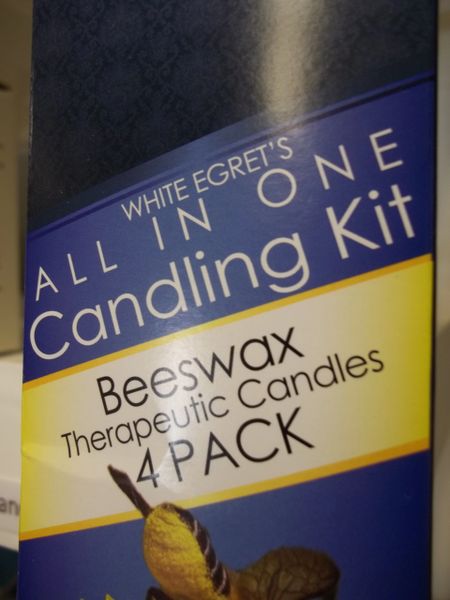 WHITE EGRET'S
ALL IN ONE
Candling Kit
Beeswax
Therapeutic Candles
4 PACK